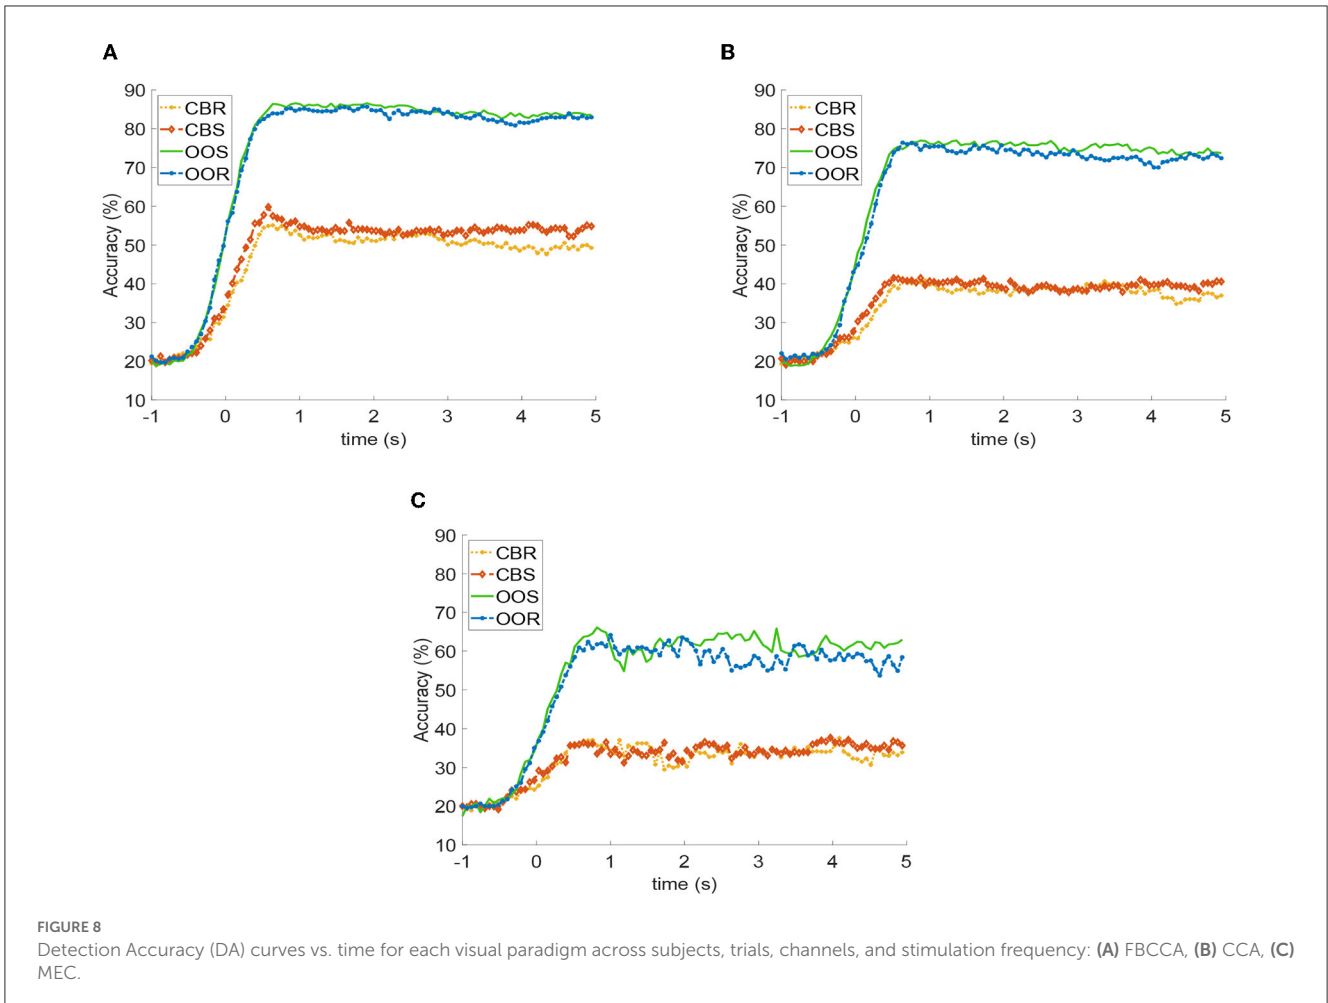 A
90
80
70
60
50
40
30
20
10
Accuracy (%)
CBR
CBS
OOS
OOR
-1 0 1 2 3 4 5
time (s)
B
90
80
70
60
50
40
30
20
10
Accuracy (%)
CBR
CBS
OOS
OOR
-1 0 1 2 3 4 5
time (s)
C
90
80
70
60
50
40
30
20
10
Accuracy (%)
CBR
CBS
OOS
OOR
-1 0 1 2 3 4 5
time (s)
FIGURE 8
Detection Accuracy (DA) curves vs. time for each visual paradigm across subjects, trials, channels, and stimulation frequency: (A) FBCCA, (B) CCA, (C)
MEC.